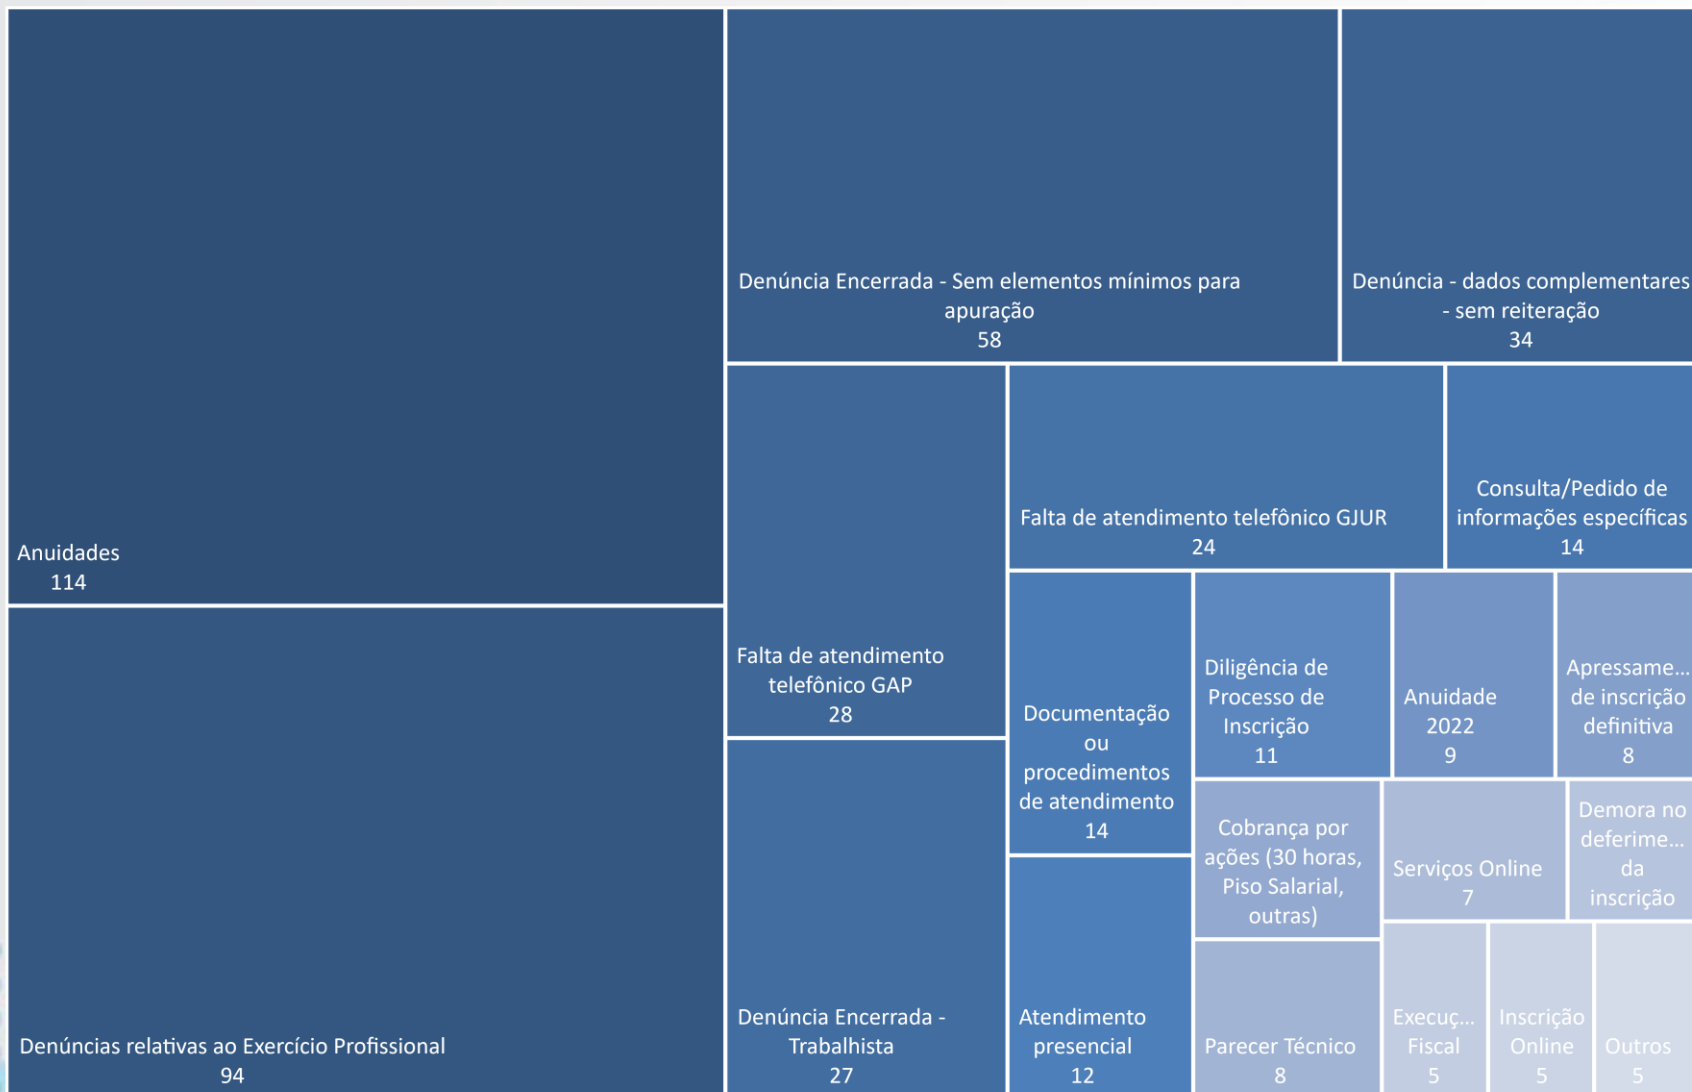 Anuidades
114
Denúncias relativas ao Exercício Profissional
94
Denúncia Encerrada - Sem elementos mínimos para
apuração
58
Denúncia - dados complementares
- sem reiteração
34
Falta de atendimento
telefônico GAP
28
Denúncia Encerrada -
Trabalhista
27
Falta de atendimento telefônico GJUR
24
Consulta/Pedido de
informações específicas
14
Documentação
ou
procedimentos
de atendimento
14
Atendimento
presencial
12
Diligência de
Processo de
Inscrição
11
Anuidade
2022
9
Apressame...
de inscrição
definitiva
8
Cobrança por
ações (30 horas,
Piso Salarial,
outras)
Parecer Técnico
8
Serviços Online
7
Demora no
deferime...
da
inscrição
Execuç...
Fiscal
5
Inscrição
Online
5
Outros
5